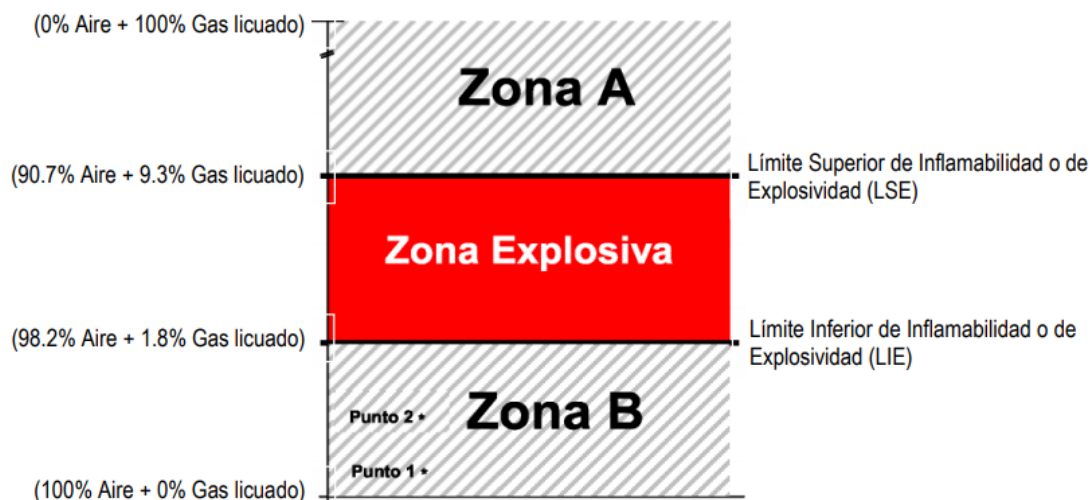 (0% Aire + 100% Gas licuado)
Zona A
(90.7% Aire + 9.3% Gas licuado)
Límite Superior de Inflamabilidad o de
Explosividad (LSE)
Zona Explosiva
(98.2% Aire + 1.8% Gas licuado)
Límite Inferior de Inflamabilidad o de
Explosividad (LIE)
Punto 2 *
Zona B
Punto 1 *
(100% Aire + 0% Gas licuado)